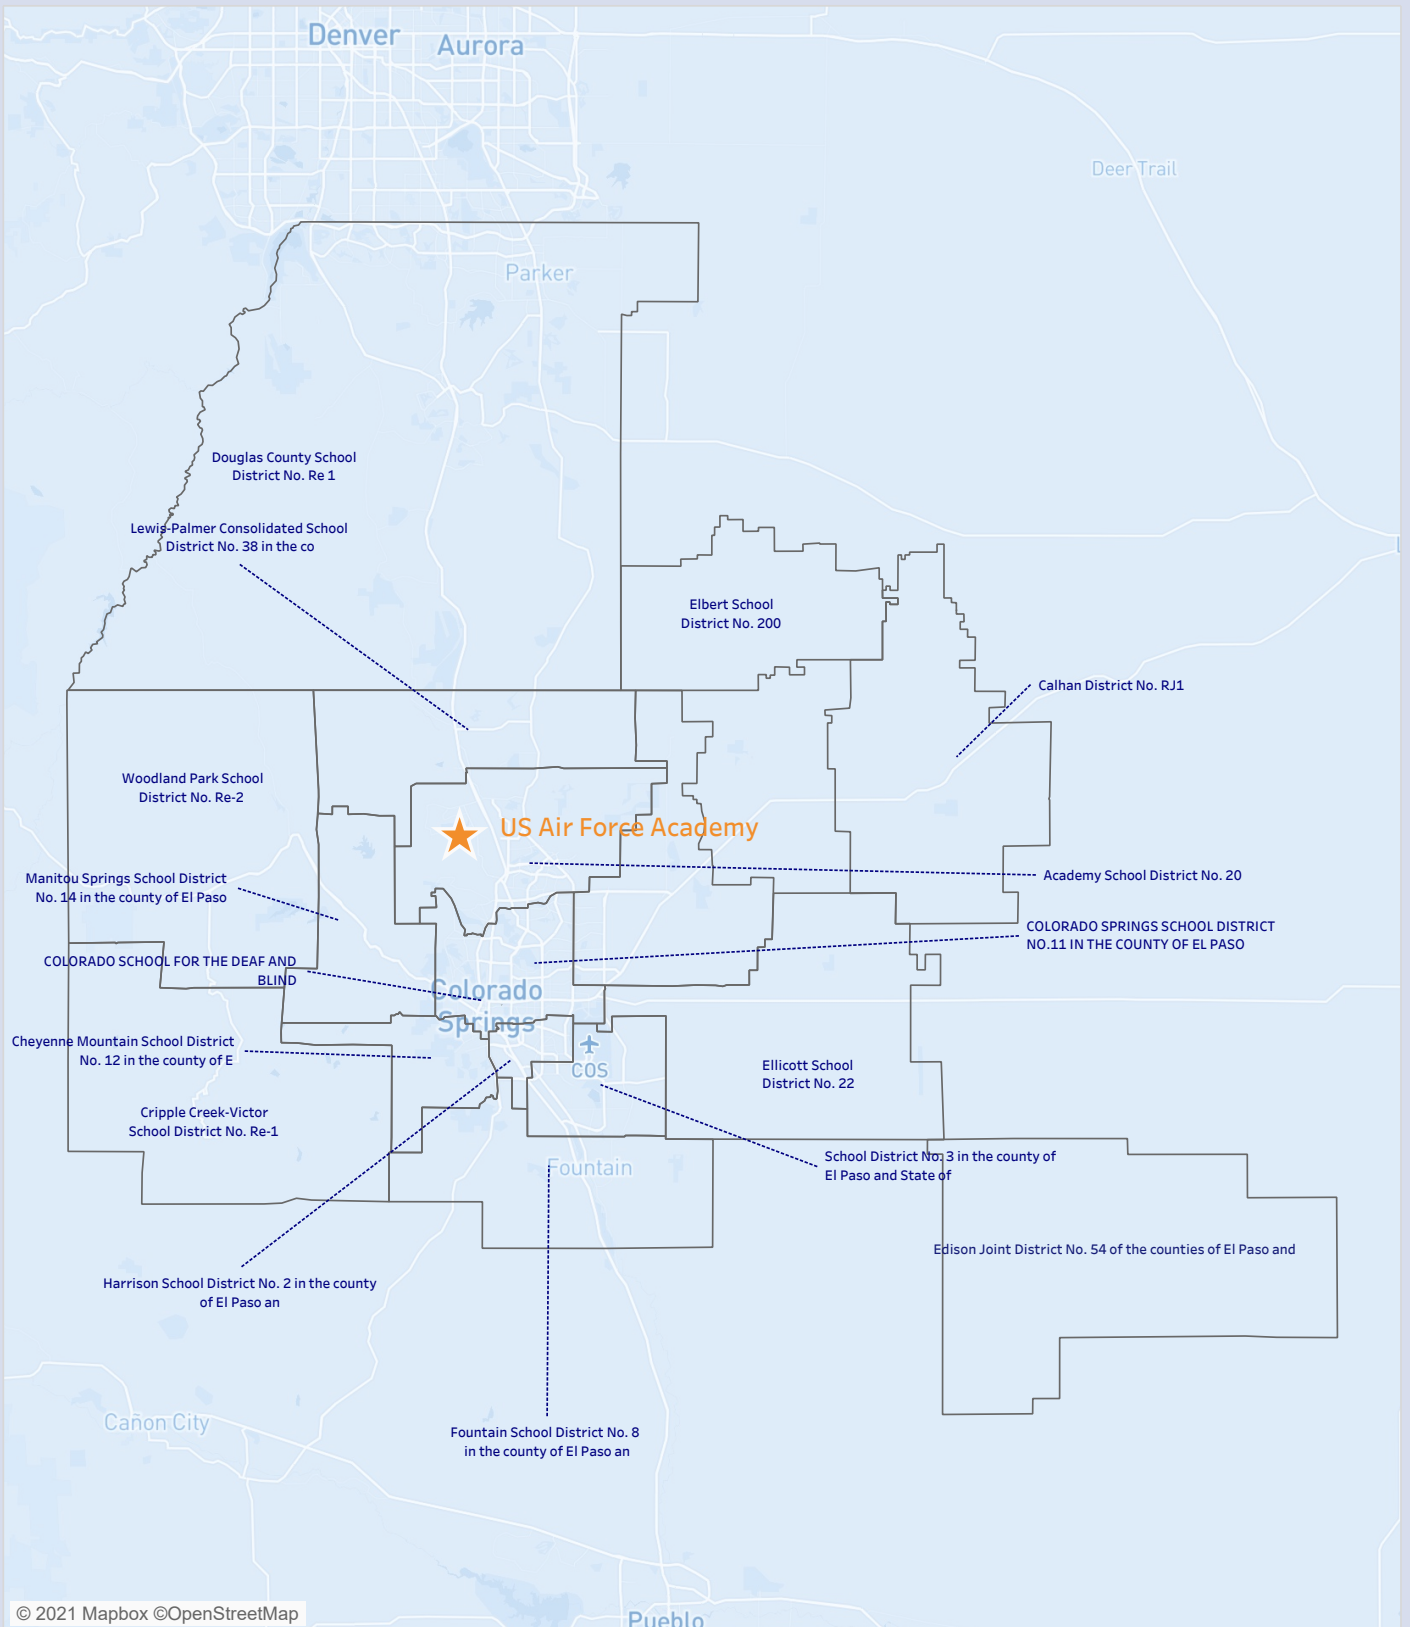 Denver
Aurora
Deer Trail
Parker
Douglas County School
District No. Re 1
Lewis-Palmer Consolidated School
District No. 38 in the co
Elbert School
District No. 200
Calhan District No. RJ1
Woodland Park School
District No. Re-2
US Air Force Academy
Manitou Springs School District
No. 14 in the county of El Paso
Academy School District No. 20
COLORADO SPRINGS SCHOOL DISTRICT
NO.11 IN THE COUNTY OF EL PASO
COLORADO SCHOOL FOR THE DEAF AND
BLIND
Colorado
Springs
Cheyenne Mountain School District
No. 12 in the county of E
COS
Ellicott School
District No. 22
Cripple Creek-Victor
School District No. Re-1
School District No. 3 in the county of
El Paso and State of
Fountain
Edison Joint District No. 54 of the counties of El Paso and
Harrison School District No. 2 in the county
of El Paso an
Cañon City
Fountain School District No. 8
in the county of El Paso an
© 2021 Mapbox ©OpenStreetMap
Pueblo